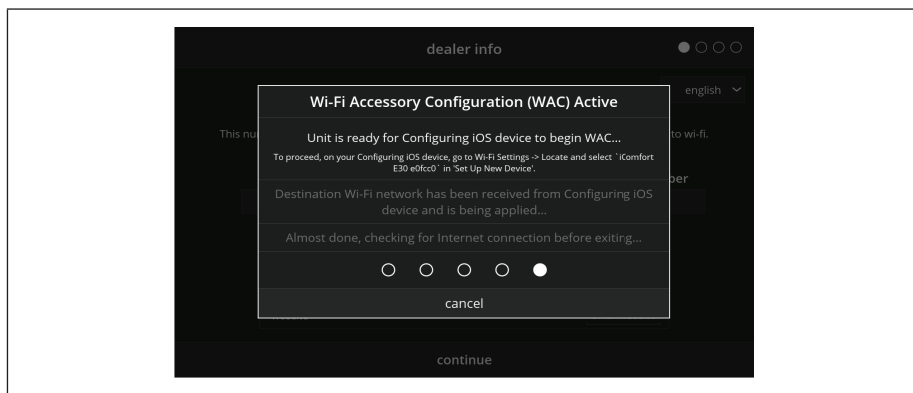 dealer info
english
Wi-Fi Accessory Configuration (WAC) Active
This
Unit is ready for Configuring iOS device to begin WAC...
to wi-fi.
To proceed, on your Configuring iOS device, go to Wi-Fi Settings -> Locate and select `iComfort
E30 e0fcc0` in 'Set Up New Device'.
Destination Wi-Fi network has been received from Configuring iOS
device and is being applied...
Almost done, checking for Internet connection before exiting...
cancel
continue